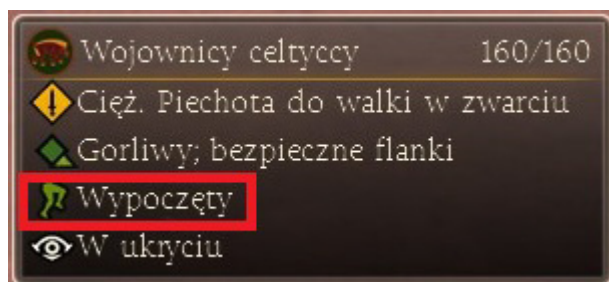 Wojownicy celtyccy 160/160
Cięż. Piechota do walki w zwarciu
Gorliwy; bezpieczne flanki
Wypoczęty
W ukryciu